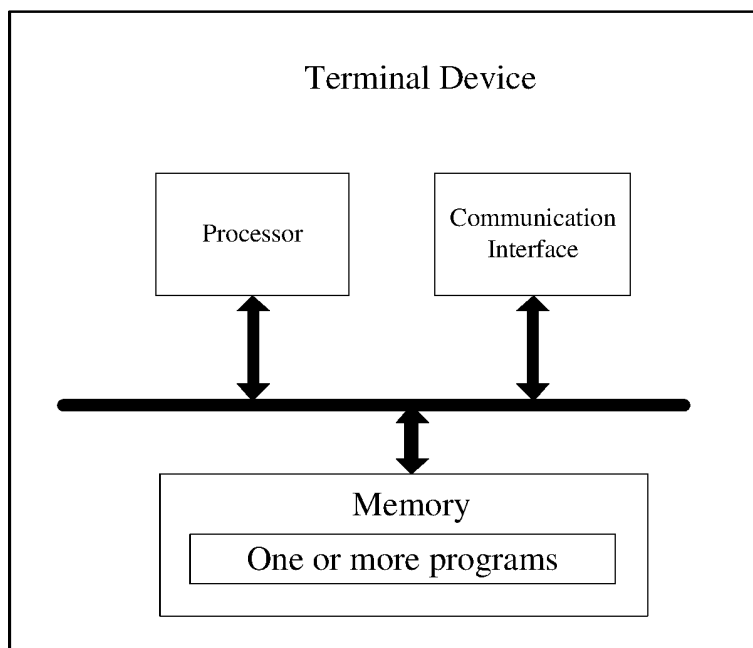 Terminal Device
Processor
Communication
Interface
Memory
One or more programs